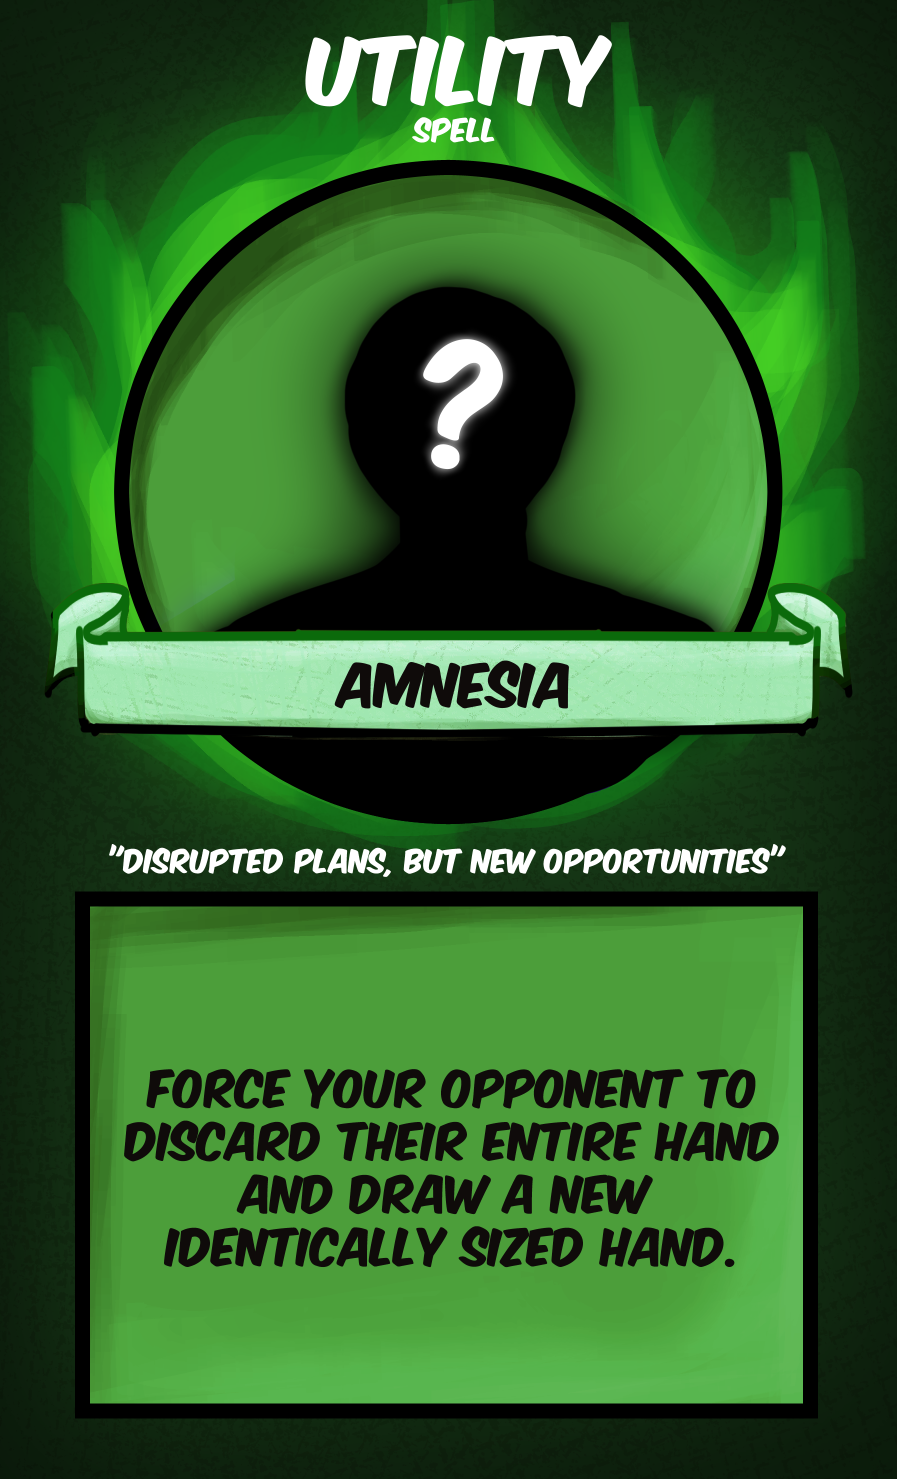 UTILITY
SPELL
?
AMNESIA
"DISRUPTED PLANS, BUT NEW OPPORTUNITIES"
FORCE YOUR OPPONENT TO
DISCARD THEIR ENTIRE HAND
AND DRAW A NEW
IDENTICALLY SIZED HAND.